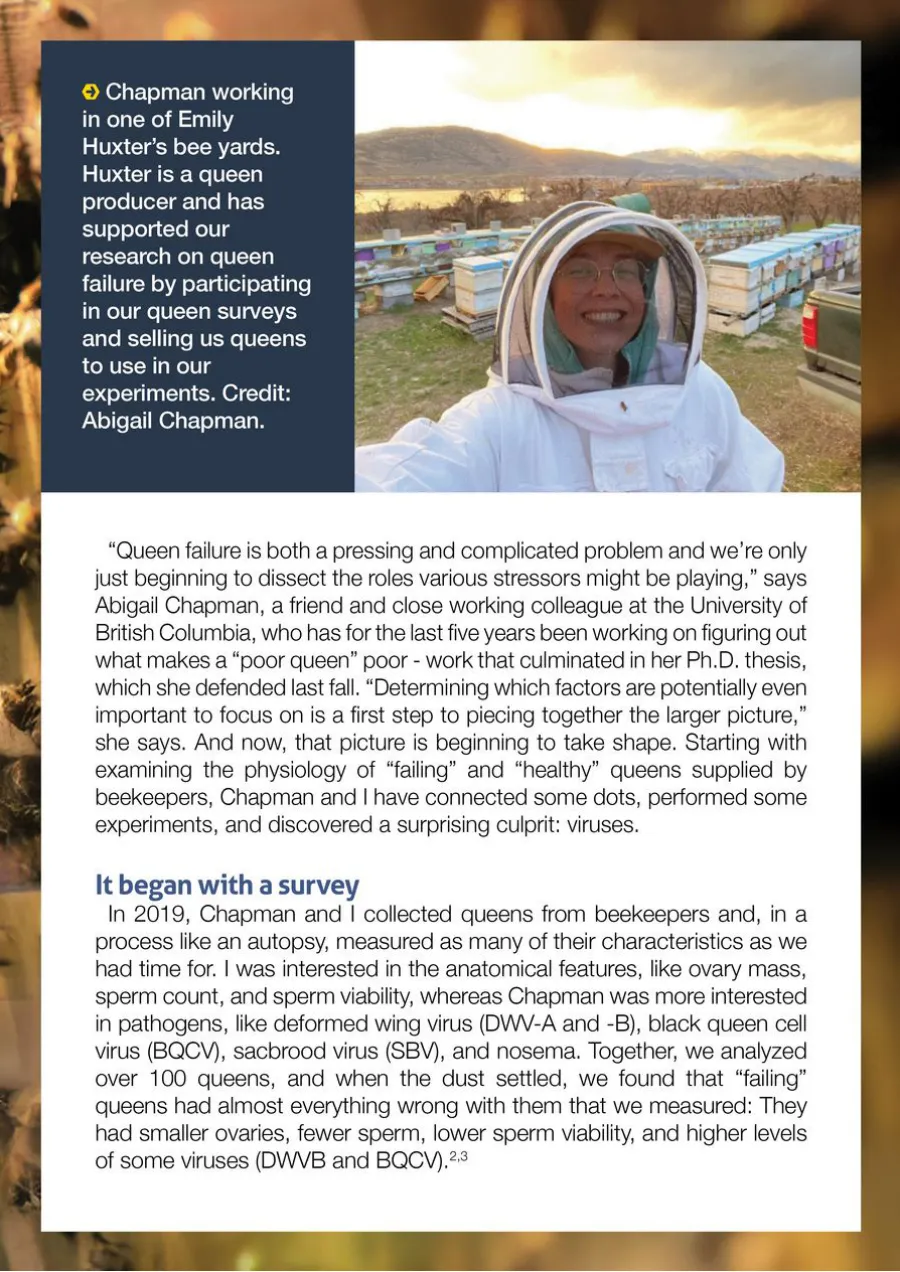 Chapman working
in one of Emily
Huxter's bee yards.
Huxter is a queen
producer and has
supported our
research on queen
failure by participating
in our queen surveys
and selling us queens
to use in our
experiments. Credit:
Abigail Chapman.
“Queen failure is both a pressing and complicated problem and we're only
just beginning to dissect the roles various stressors might be playing,” says
Abigail Chapman, a friend and close working colleague at the University of
British Columbia, who has for the last five years been working on figuring out
what makes a “poor queen” poor - work that culminated in her Ph.D. thesis,
which she defended last fall. “Determining which factors are potentially even
important to focus on is a first step to piecing together the larger picture,”
she says. And now, that picture is beginning to take shape. Starting with
examining the physiology of “failing” and “healthy” queens supplied by
beekeepers, Chapman and I have connected some dots, performed some
experiments, and discovered a surprising culprit: viruses.
It began with a survey
In 2019, Chapman and I collected queens from beekeepers and, in a
process like an autopsy, measured as many of their characteristics as we
had time for. I was interested in the anatomical features, like ovary mass,
sperm count, and sperm viability, whereas Chapman was more interested
in pathogens, like deformed wing virus (DWV-A and -B), black queen cell
virus (BQCV), sacbrood virus (SBV), and nosema. Together, we analyzed
over 100 queens, and when the dust settled, we found that “failing”
queens had almost everything wrong with them that we measured: They
had smaller ovaries, fewer sperm, lower sperm viability, and higher levels
of some viruses (DWVB and BQCV).2,3